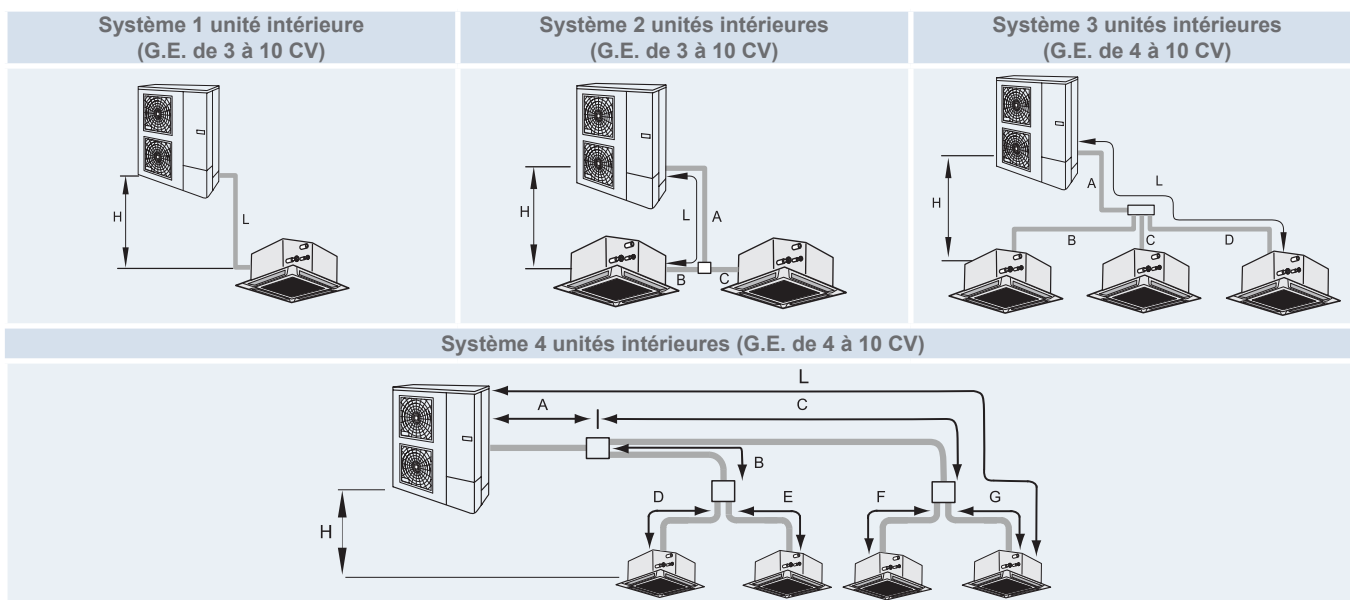 Système 1 unité intérieure
(G.E. de 3 à 10 CV)
Système 2 unités intérieures
(G.E. de 3 à 10 CV)
Système 3 unités intérieures
(G.E. de 4 à 10 CV)
H
L
H
L
A
B
C
H
A
L
B
C
D
Système 4 unités intérieures (G.E. de 4 à 10 CV)
L
A
C
B
D
E
F
G
H